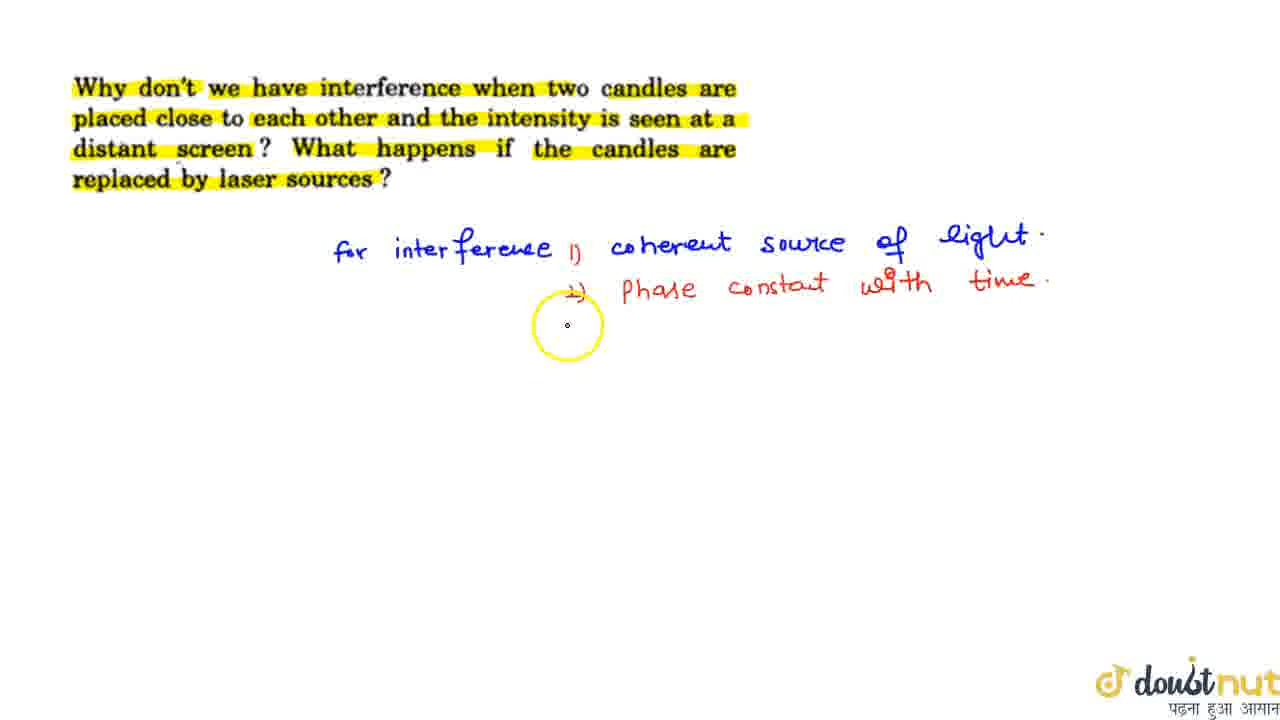 Why don't we have interference when two candles are
placed close to each other and the intensity is seen at a
distant screen? What happens if the candles are
replaced by laser sources?
for interference 1) coherent source of light.
2) Phase constant with time.
doubtnut
पढ़ना हुआ आसान